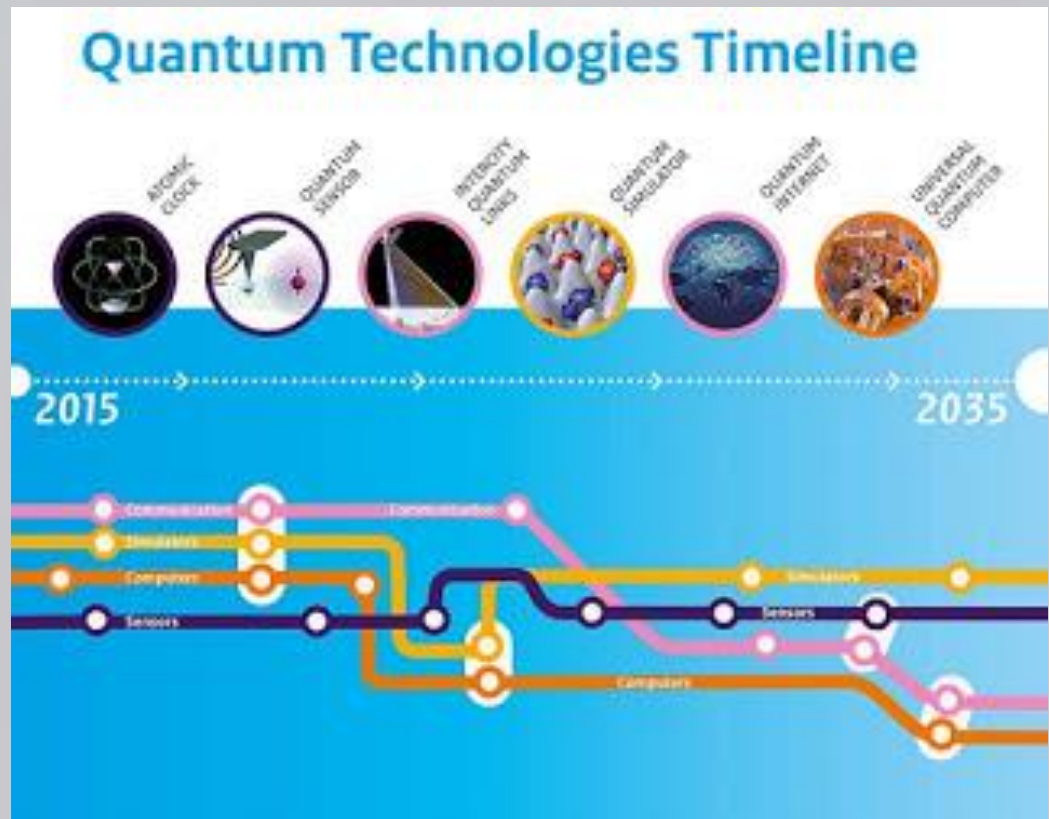 Quantum Technologies Timeline
ATOMIC
CLOCK
QUANTUM
SENSOR
INTERCITY
QUANTUM
LINKS
QUANTUM
SIMULATOR
QUANTUM
INTERNET
UNIVERSAL
QUANTUM
COMPUTER
2015
2035
Communication
Communication
Simulators
Computers
Simulators
Sensors
Sensors
Computers